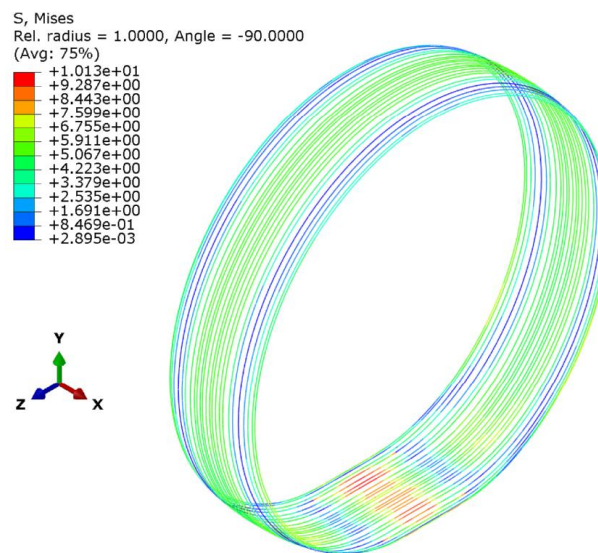 S, Mises
Rel. radius = 1.0000, Angle = -90.0000
(Avg: 75%)
+1.013e+01
+9.287e+00
+8.443e+00
+7.599e+00
+6.755e+00
+5.911e+00
+5.067e+00
+4.223e+00
+3.379e+00
+2.535e+00
+1.691e+00
+8.469e-01
+2.895e-03
Y
Z
X